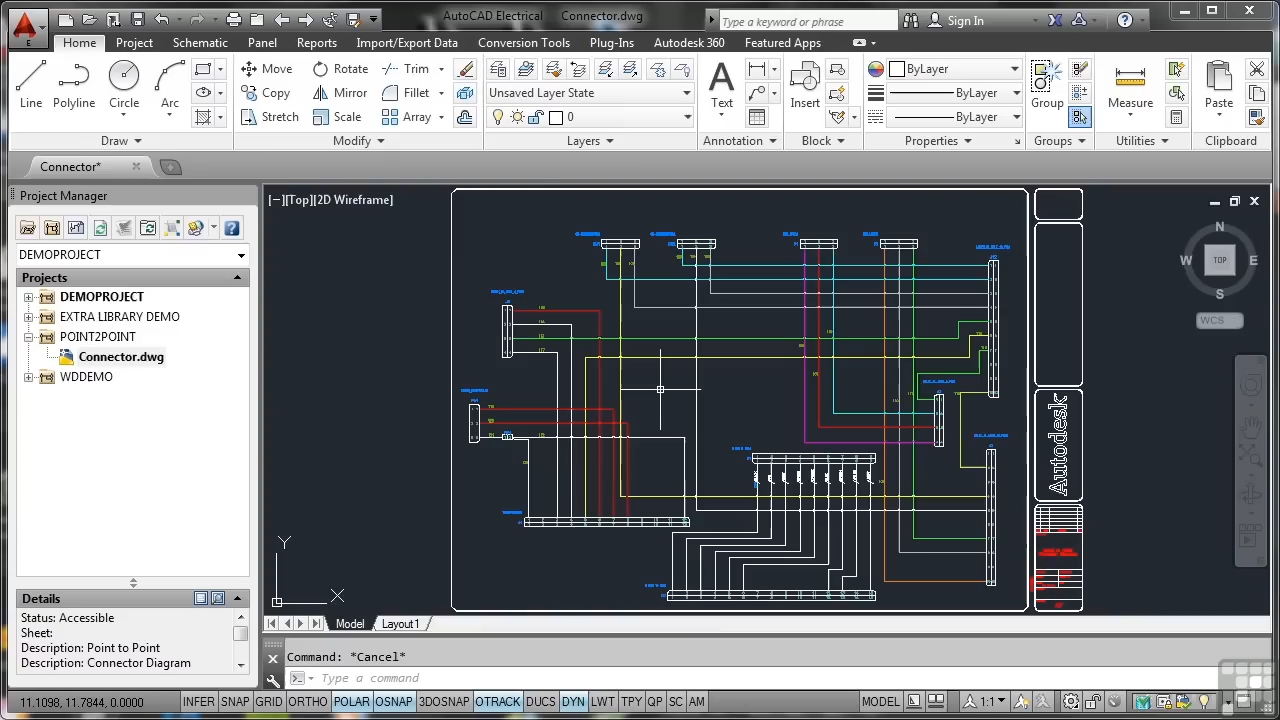 AutoCAD Electrical Connector.dwg
Type a keyword or phrase
Sign In
Home Project Schematic Panel Reports Import/Export Data Conversion Tools Plug-Ins Autodesk 360 Featured Apps
Line Polyline Circle Arc
Move Rotate Trim
Copy Mirror Fillet
Stretch Scale Array
Unsaved Layer State
0
Text
Insert
ByLayer
ByLayer
ByLayer
Group
Measure
Paste
Draw Modify Layers Annotation Block Properties Groups Utilities Clipboard
Connector*
Project Manager
DEMOPROJECT
Projects
DEMOPROJECT
EXTRA LIBRARY DEMO
POINT2POINT
Connector.dwg
WDDEMO
Details
Status: Accessible
Sheet:
Description: Point to Point
Description: Connector Diagram
[−][Top][2D Wireframe]
N
W TOP E
S
WCS
Autodesk
Y
X
Model Layout1
Command: *Cancel*
Type a command
11.1098, 11.7844, 0.0000 INFER SNAP GRID ORTHO POLAR OSNAP 3DOSNAP OTRACK DUCS DYN LWT TPY QP SC AM MODEL 1:1